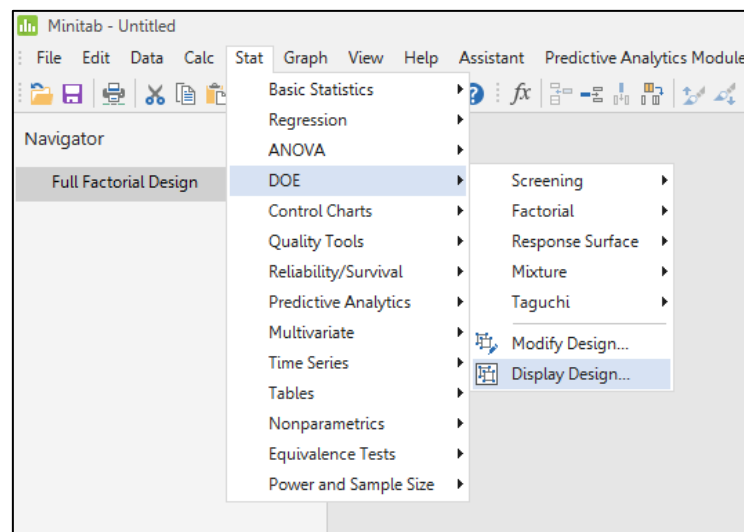 Minitab - Untitled
File Edit Data Calc Stat Graph View Help Assistant Predictive Analytics Module
fx
Navigator
Full Factorial Design
Basic Statistics
Regression
ANOVA
DOE
Control Charts
Quality Tools
Reliability/Survival
Predictive Analytics
Multivariate
Time Series
Tables
Nonparametrics
Equivalence Tests
Power and Sample Size
Screening
Factorial
Response Surface
Mixture
Taguchi
Modify Design...
Display Design...